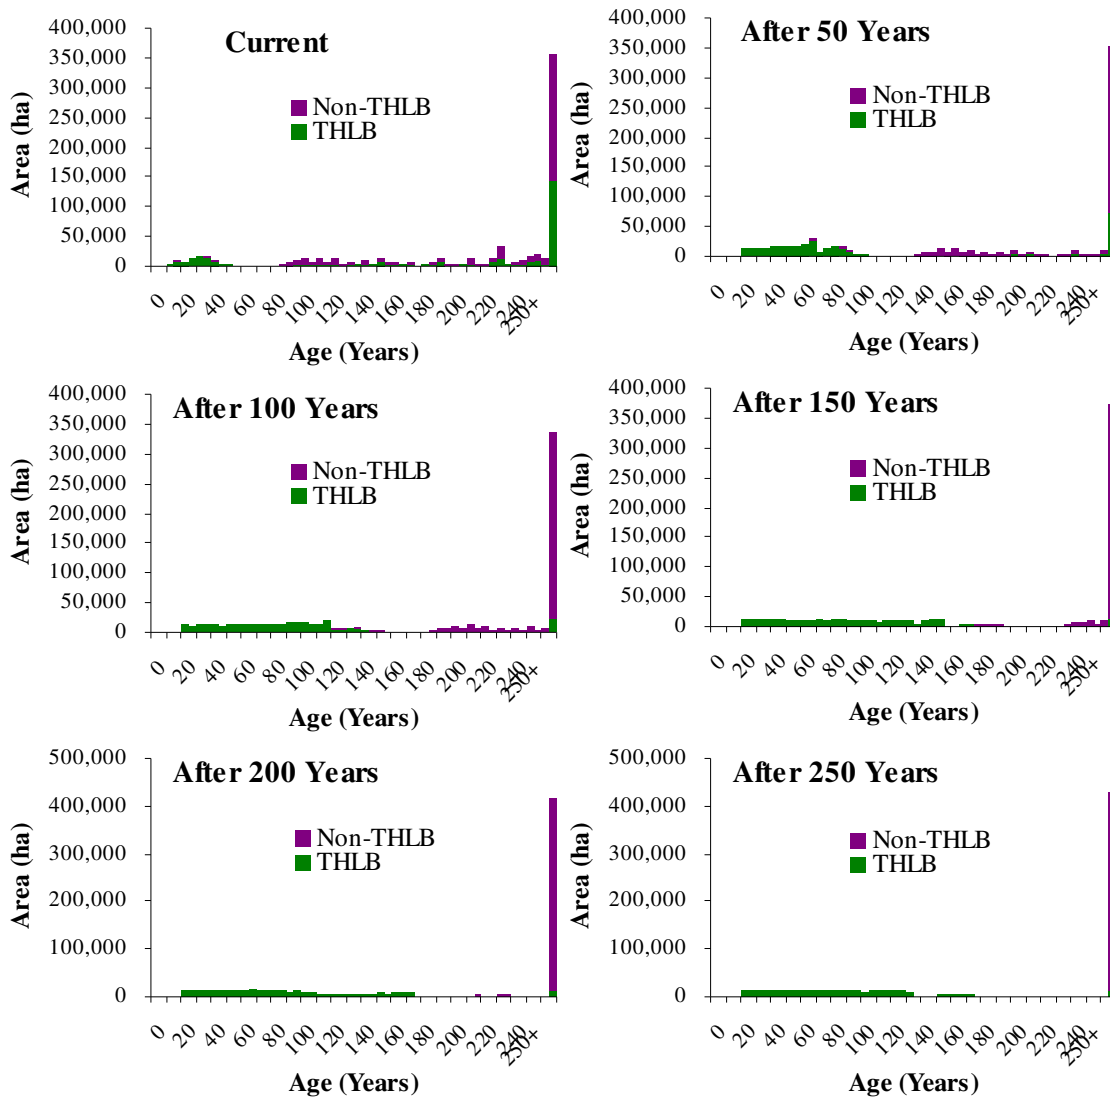 Current
400,000
350,000
300,000
250,000
200,000
150,000
100,000
50,000
0
Area (ha)
Non-THLB
THLB
0 20 40 60 80 100 120 140 160 180 200 220 240 250+
Age (Years)
After 50 Years
400,000
350,000
300,000
250,000
200,000
150,000
100,000
50,000
0
Area (ha)
Non-THLB
THLB
0 20 40 60 80 100 120 140 160 180 200 220 240 250+
Age (Years)
After 100 Years
400,000
350,000
300,000
250,000
200,000
150,000
100,000
50,000
0
Area (ha)
Non-THLB
THLB
0 20 40 60 80 100 120 140 160 180 200 220 240 250+
Age (Years)
After 150 Years
400,000
350,000
300,000
250,000
200,000
150,000
100,000
50,000
0
Area (ha)
Non-THLB
THLB
0 20 40 60 80 100 120 140 160 180 200 220 240 250+
Age (Years)
After 200 Years
500,000
400,000
300,000
200,000
100,000
0
Area (ha)
Non-THLB
THLB
0 20 40 60 80 100 120 140 160 180 200 220 240 250+
Age (Years)
After 250 Years
500,000
400,000
300,000
200,000
100,000
0
Area (ha)
Non-THLB
THLB
0 20 40 60 80 100 120 140 160 180 200 220 240 250+
Age (Years)